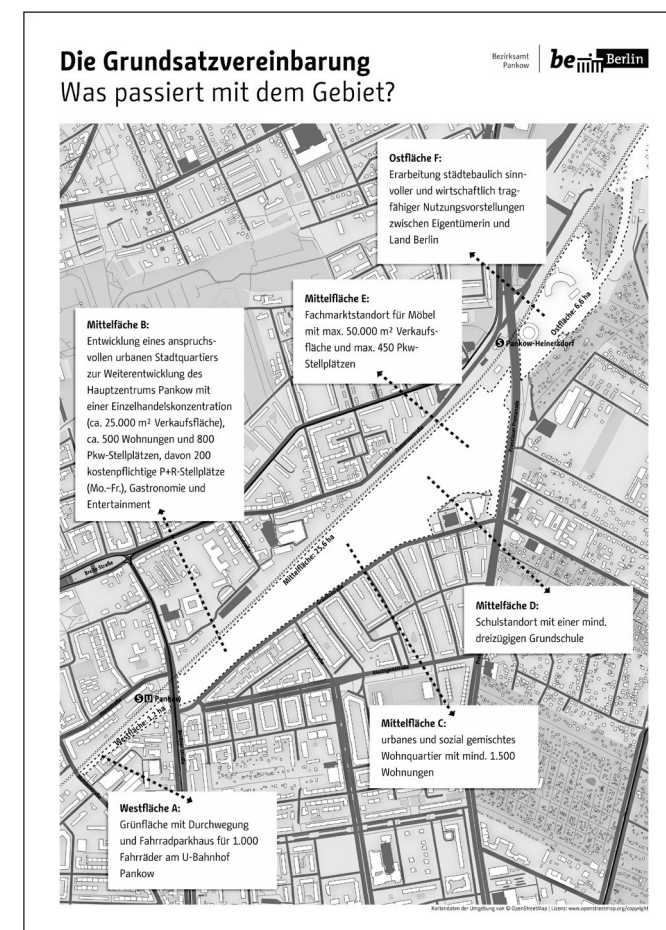 Die Grundsatzvereinbarung
Was passiert mit dem Gebiet?
Bezirksamt
Pankow
be Berlin
Ostfläche F:
Erarbeitung städtebaulich sinn-
voller und wirtschaftlich trag-
fähiger Nutzungsvorstellungen
zwischen Eigentümerin und
Land Berlin
Mittelfläche E:
Fachmarktstandort für Möbel
mit max. 50.000 m² Verkaufs-
fläche und max. 450 Pkw-
Stellplätzen
Mittelfäche B:
Entwicklung eines anspruchs-
vollen urbanen Stadtquartiers
zur Weiterentwicklung des
Hauptzentrums Pankow mit
einer Einzelhandelskonzentration
(ca. 25.000 m² Verkaufsfläche),
ca. 500 Wohnungen und 800
Pkw-Stellplätzen, davon 200
kostenpflichtige P+R-Stellplätze
(Mo.–Fr.), Gastronomie und
Entertainment
Ostfläche: 6,6 ha
S Pankow-Heinersdorf
Mittelfläche: 25,6 ha
Breite Straße
Mittelfäche D:
Schulstandort mit einer mind.
dreizügigen Grundschule
S U Pankow
Westfläche: 1,2 ha
Mittelfläche C:
urbanes und sozial gemischtes
Wohnquartier mit mind. 1.500
Wohnungen
Westfläche A:
Grünfläche mit Durchwegung
und Fahrradparkhaus für 1.000
Fahrräder am U-Bahnhof
Pankow
Kartendaten der Umgebung von © OpenStreetMap | Lizenz: www.openstreetmap.org/copyright